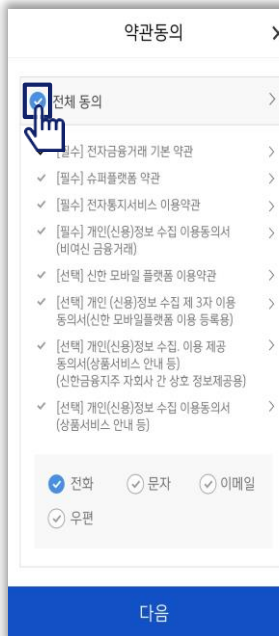 약관동의
전체 동의
[필수] 전자금융거래 기본 약관
[필수] 슈퍼플랫폼 약관
[필수] 전자통지서비스 이용약관
[필수] 개인(신용)정보 수집 이용동의서
(비여신 금융거래)
[선택] 신한 모바일 플랫폼 이용약관
[선택] 개인 (신용)정보 수집 제 3자 이용
동의서(신한 모바일플랫폼 이용 등록용)
[선택] 개인(신용)정보 수집. 이용 제공
동의서(상품서비스 안내 등)
(신한금융지주 자회사 간 상호 정보제공용)
[선택] 개인(신용)정보 수집 이용동의서
(상품서비스 안내 등)
전화 문자 이메일
우편
다음